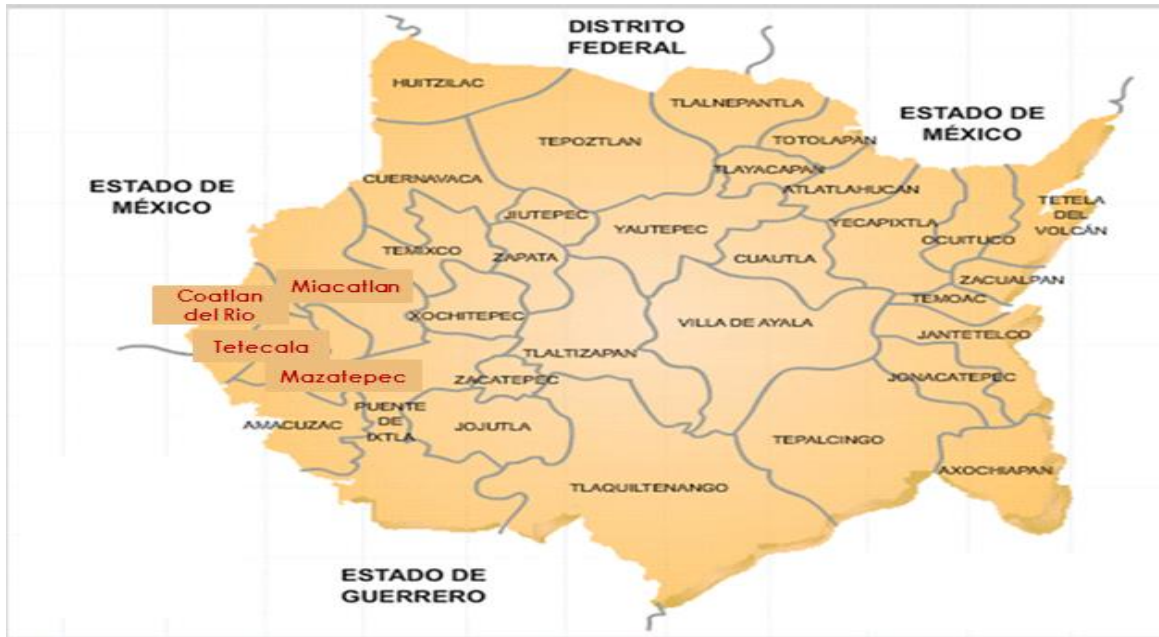 DISTRITO
FEDERAL
HUITZILAC
TLALNEPANTLA
ESTADO DE
MÉXICO
TEPOZTLAN
TOTOLAPAN
TLAYACAPAN
CUERNAVACA
ATLATLAHUCAN
ESTADO DE
MÉXICO
TETELA
DEL
VOLCÁN
JIUTEPEC
YAUTEPEC
YECAPIXTLA
OCUITUCO
TEMIXCO
ZAPATA
CUAUTLA
ZACUALPAN
Miacatlan
Coatlan
del Rio
TEMOAC
XOCHITEPEC
VILLA DE AYALA
JANTETELCO
Tetecala
TLALTIZAPAN
Mazatepec
ZACATEPEC
JONACATEPEC
PUENTE
DE
IXTLA
AMACUZAC
JOJUTLA
TEPALCINGO
AXOCHIAPAN
TLAQUILTENANGO
ESTADO DE
GUERRERO